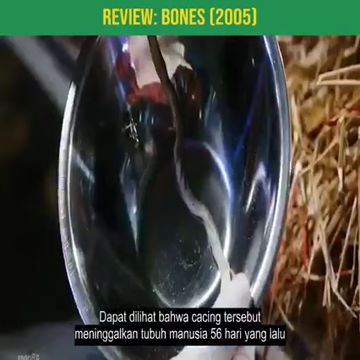 REVIEW: BONES (2005)
Dapat dilihat bahwa cacing tersebut
meninggalkan tubuh manusia 56 hari yang lalu